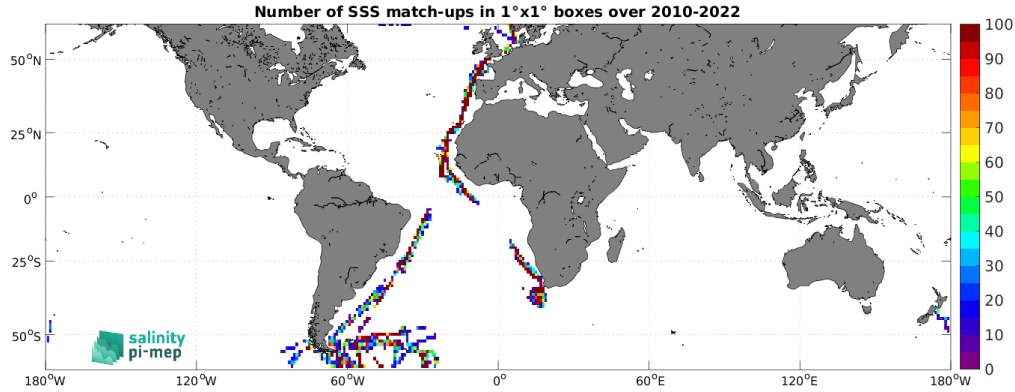 Number of SSS match-ups in 1°x1° boxes over 2010-2022
100
90
80
70
60
50
40
30
20
10
0
50°N
25°N
0°
25°S
50°S
salinity
pi-mep
180°W 120°W 60°W 0° 60°E 120°E 180°W